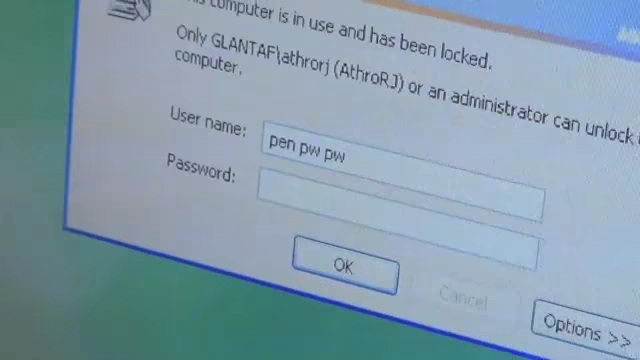 computer is in use and has been locked.
Only GLANTAF\athrorj (AthroRJ) or an administrator can unlock
computer.
User name:
pen pw pw
Password:
OK
Cancel
Options >>